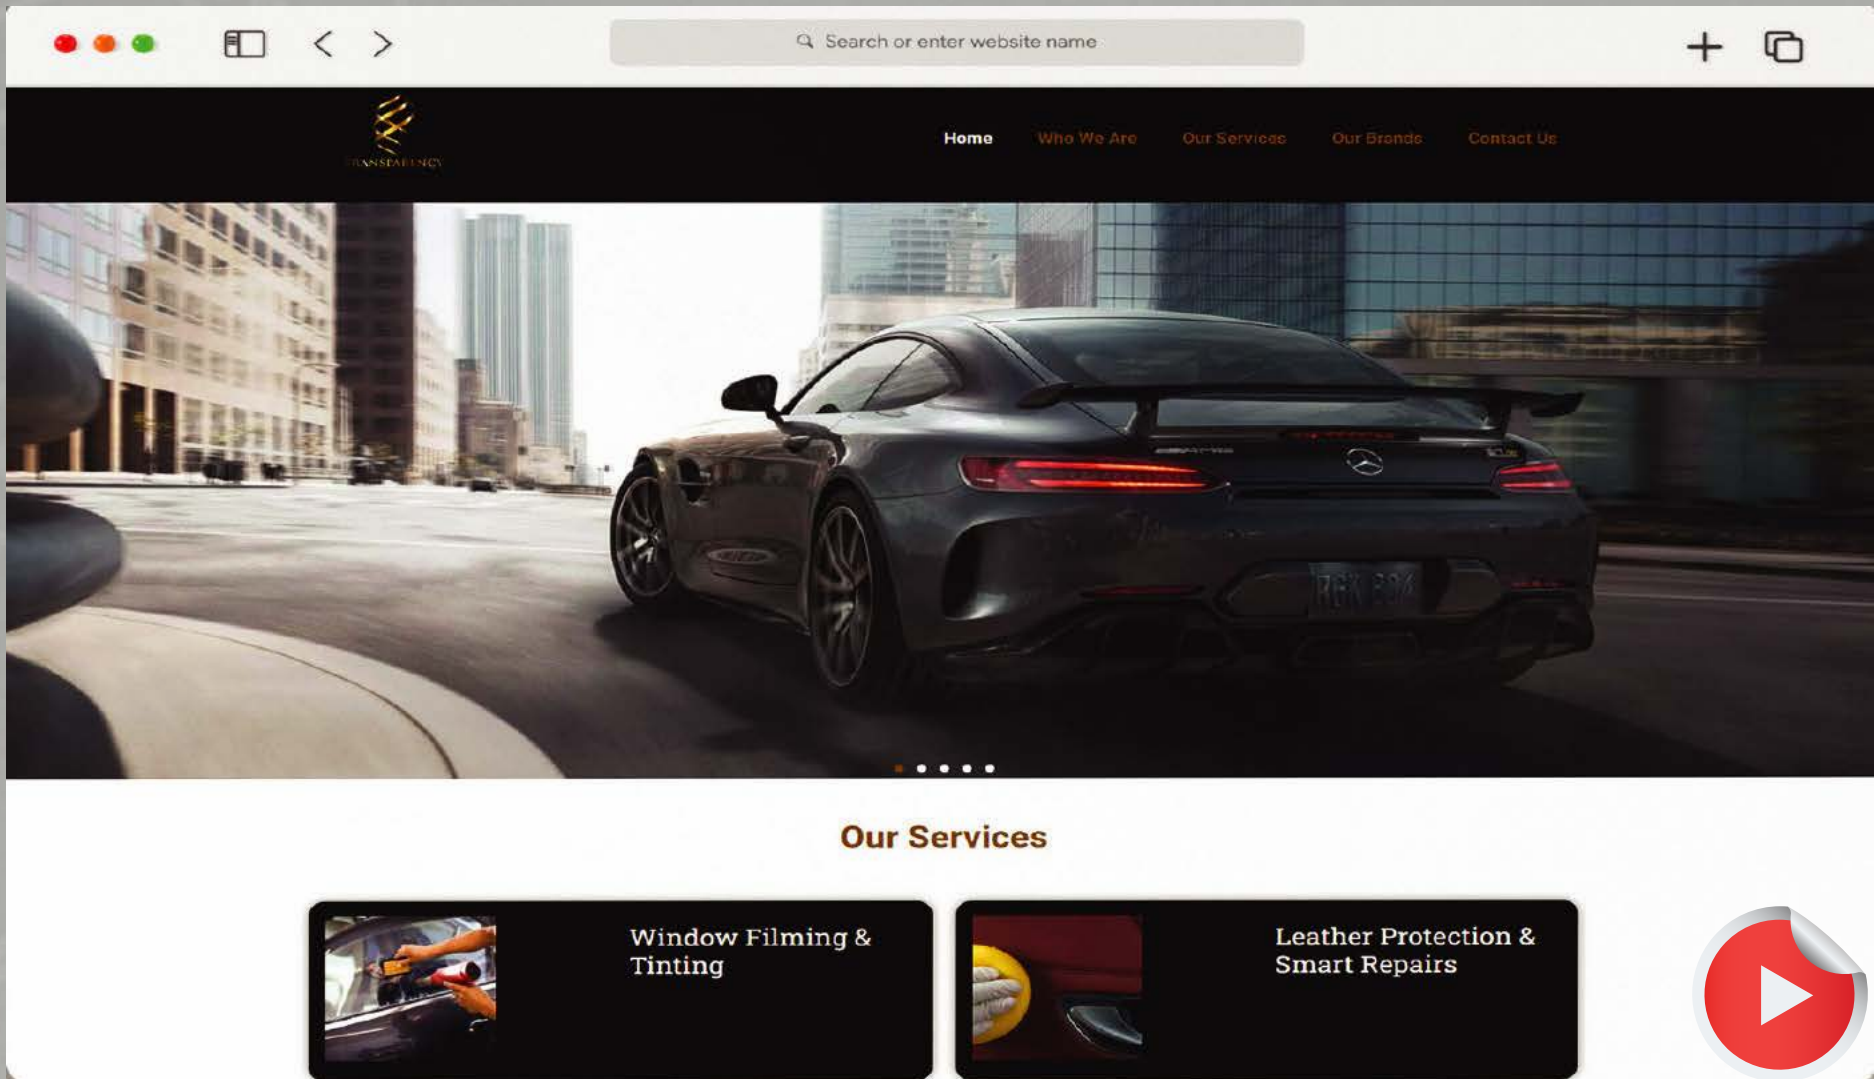 Search or enter website name
TRANSPARENCY
Home
Who We Are
Our Services
Our Brands
Contact Us
Our Services
Window Filming &
Tinting
Leather Protection &
Smart Repairs